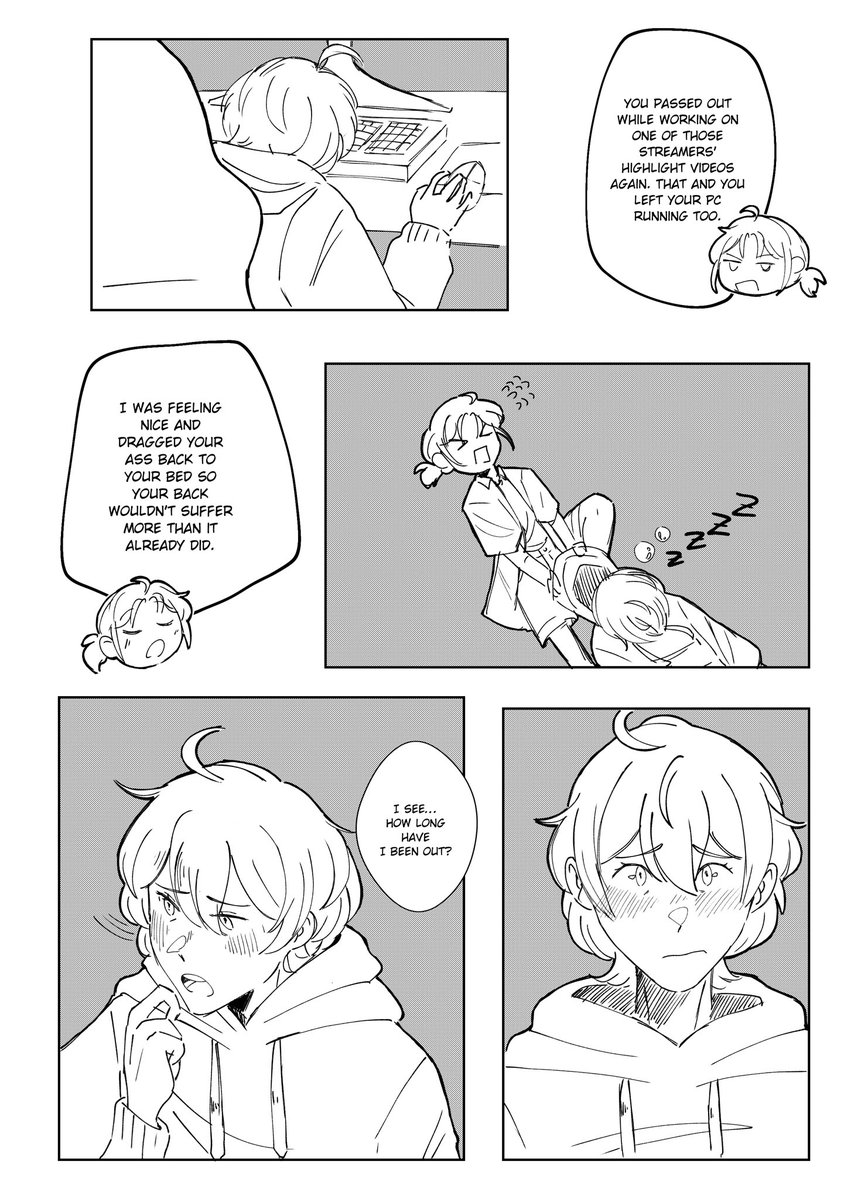 YOU PASSED OUT
WHILE WORKING ON
ONE OF THOSE
STREAMERS'
HIGHLIGHT VIDEOS
AGAIN. THAT AND YOU
LEFT YOUR PC
RUNNING TOO.
I WAS FEELING
NICE AND
DRAGGED YOUR
ASS BACK TO
YOUR BED SO
YOUR BACK
WOULDN'T SUFFER
MORE THAN IT
ALREADY DID.
Z Z Z Z
I SEE...
HOW LONG
HAVE
I BEEN OUT?